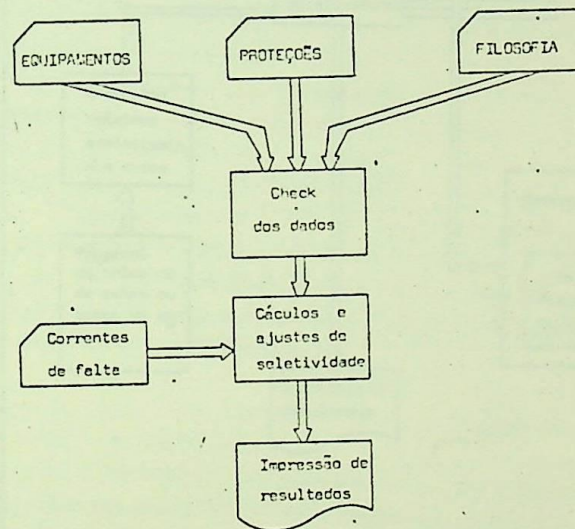 EQUIPAMENTOS
PROTEÇÕES
FILOSOFIA
Check
dos dados
Cáculos e
ajustes de
seletividade
Correntes
de falta
Impressão de
resultados